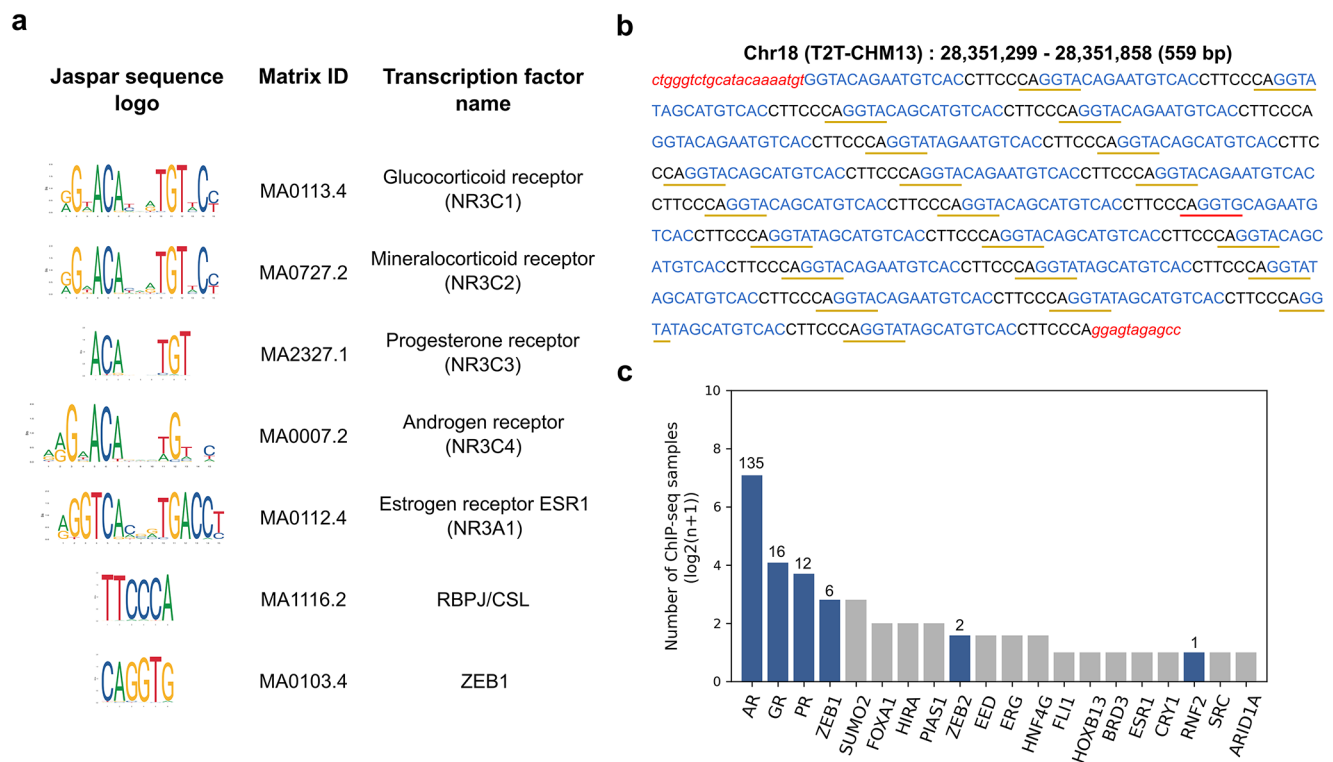 a
Jaspar sequence logo
Matrix ID
Transcription factor name
MA0113.4
Glucocorticoid receptor
(NR3C1)
MA0727.2
Mineralocorticoid receptor
(NR3C2)
ACA TGT
MA2327.1
Progesterone receptor
(NR3C3)
MA0007.2
Androgen receptor
(NR3C4)
MA0112.4
Estrogen receptor ESR1
(NR3A1)
TTCCCA
MA1116.2
RBPJ/CSL
CAGGTG
MA0103.4
ZEB1
b
Chr18 (T2T-CHM13) : 28,351,299 - 28,351,858 (559 bp)
ctgggtctgcatacaaaatgtGGTACAGAATGTCACCTTCCCAGGTACAGAATGTCACCTTCCCAGGTA
TAGCATGTCACCTTCCCAGGTACAGCATGTCACCTTCCCAGGTACAGAATGTCACCTTCCCA
GGTACAGAATGTCACCTTCCCAGGTATAGAATGTCACCTTCCCAGGTACAGCATGTCACCTTC
CCAGGTACAGCATGTCACCTTCCCAGGTACAGAATGTCACCTTCCCAGGTACAGAATGTCAC
CTTCCCAGGTACAGCATGTCACCTTCCCAGGTACAGCATGTCACCTTCCCAGGTGCAGAATG
TCACCTTCCCAGGTATAGCATGTCACCTTCCCAGGTACAGCATGTCACCTTCCCAGGTACAGC
ATGTCACCTTCCCAGGTACAGAATGTCACCTTCCCAGGTATAGCATGTCACCTTCCCAGGTAT
AGCATGTCACCTTCCCAGGTACAGAATGTCACCTTCCCAGGTATAGCATGTCACCTTCCCAGG
TATAGCATGTCACCTTCCCAGGTATAGCATGTCACCTTCCCAggagtagagcc
c
Number of ChIP-seq samples
(log2(n+1))
10
8
6
4
2
0
135
16
12
6
2
1
AR
GR
PR
ZEB1
SUMO2
FOXA1
HIRA
PIAS1
ZEB2
EED
ERG
HNF4G
FLI1
HOXB13
BRD3
ESR1
CRY1
RNF2
SRC
ARID1A